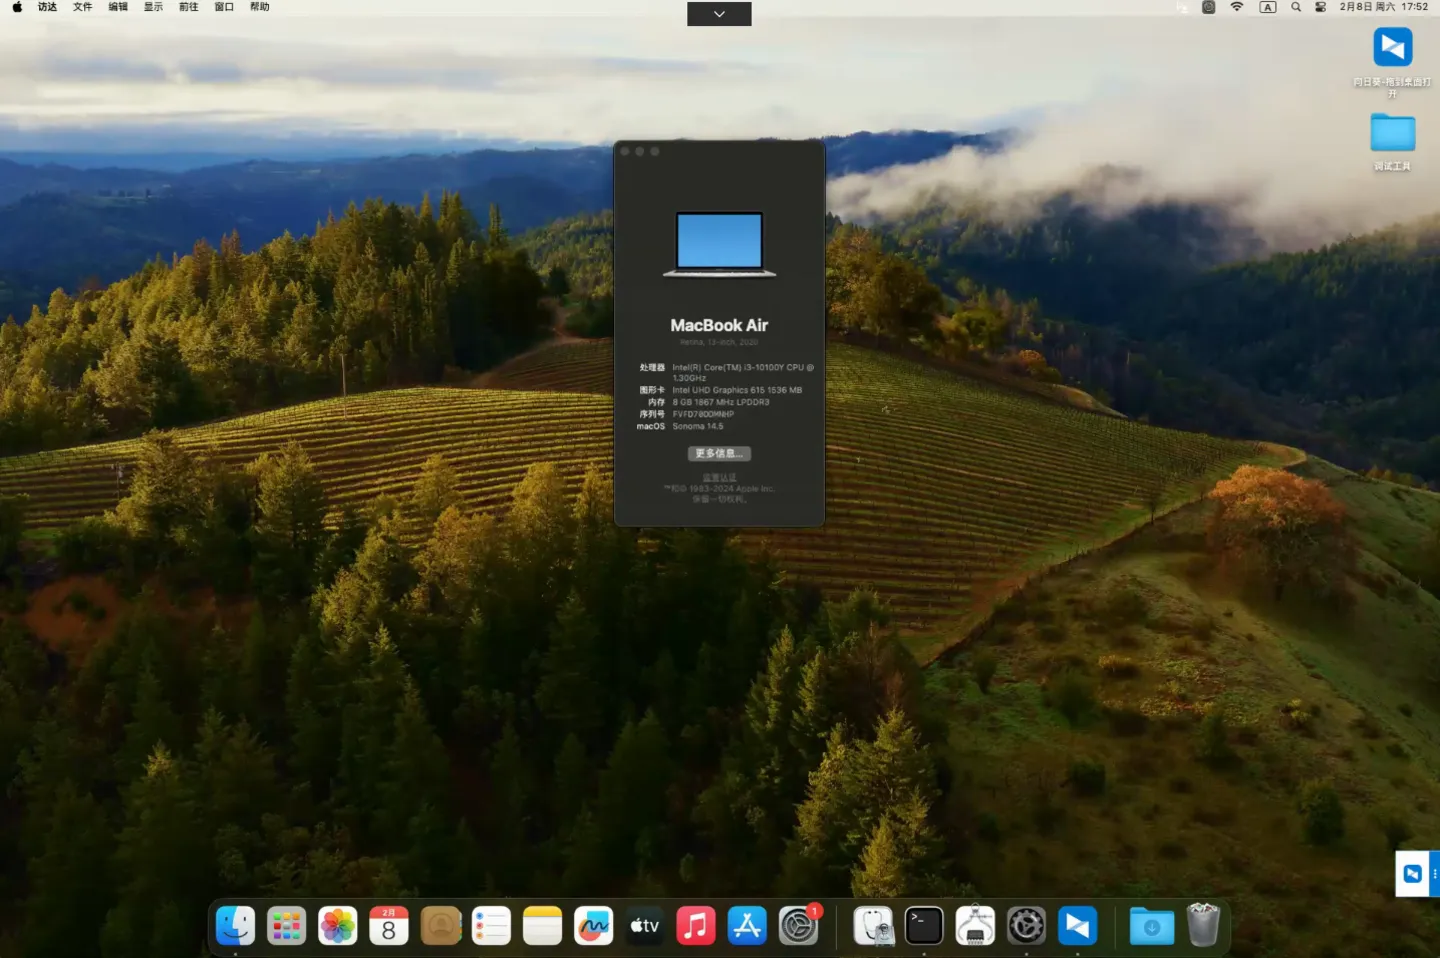 访达 文件 编辑 显示 前往 窗口 帮助
A 2月8日 周六 17:52
向日葵-拖到桌面打
开
调试工具
MacBook Air
Retina, 13-inch, 2020
处理器 Intel(R) Core(TM) i3-10100Y CPU @
1.30GHz
图形卡 Intel UHD Graphics 615 1536 MB
内存 8 GB 1867 MHz LPDDR3
序列号 FVFD7800MNHP
macOS Sonoma 14.5
更多信息...
监管认证
™和© 1983-2024 Apple Inc.
保留一切权利。
2月
8
tv
1
>_